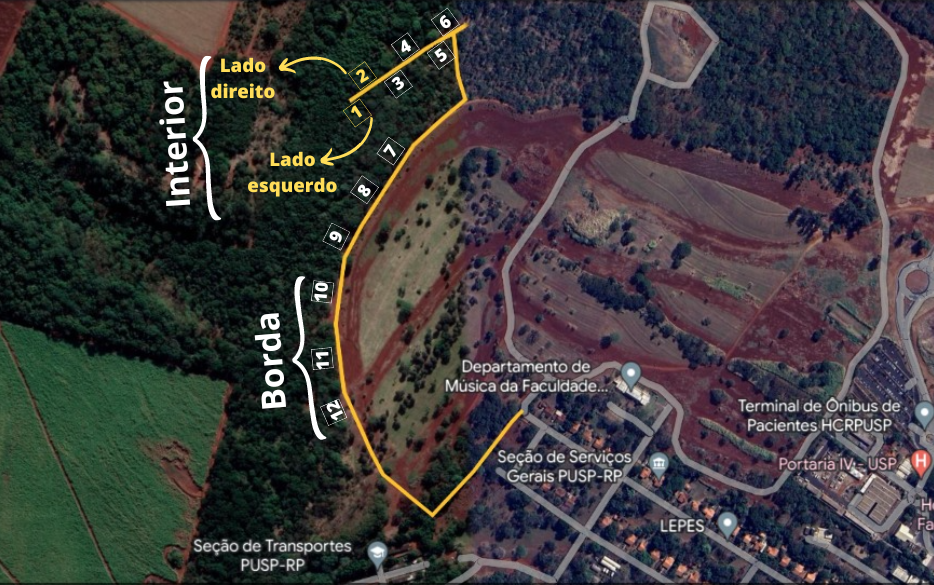 6
4
5
Lado
direito
2
3
1
Interior
Lado
esquerdo
7
8
9
10
Borda
11
12
Departamento de
Música da Faculdade...
Terminal de Ônibus de
Pacientes HCRPUSP
Seção de Serviços
Gerais PUSP-RP
Portaria IV - USP
H
H
Fa
LEPES
Seção de Transportes
PUSP-RP